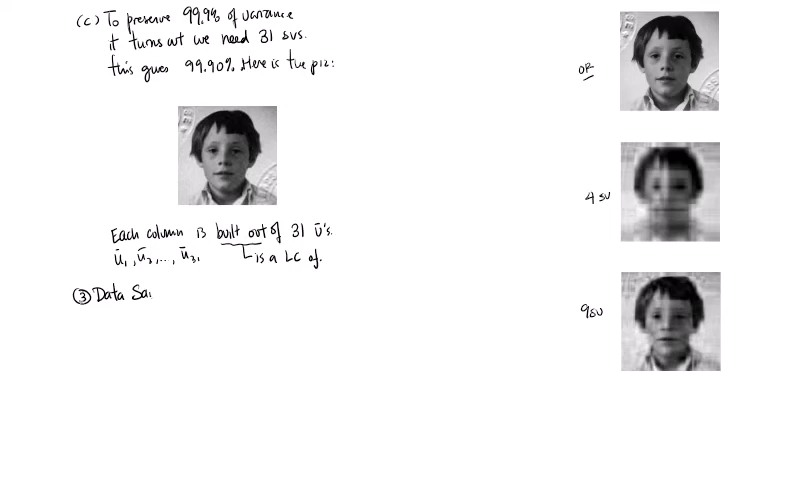 (c) To preserve 99.9% of variance
it turns out we need 31 svs.
this gives 99.90%. Here is the pic:
Each column is built out of 31 ū's.
ū₁, ū₂, ..., ū₃₁ is a LC of.
③ Data Sa
OR
4 SV
9 SV